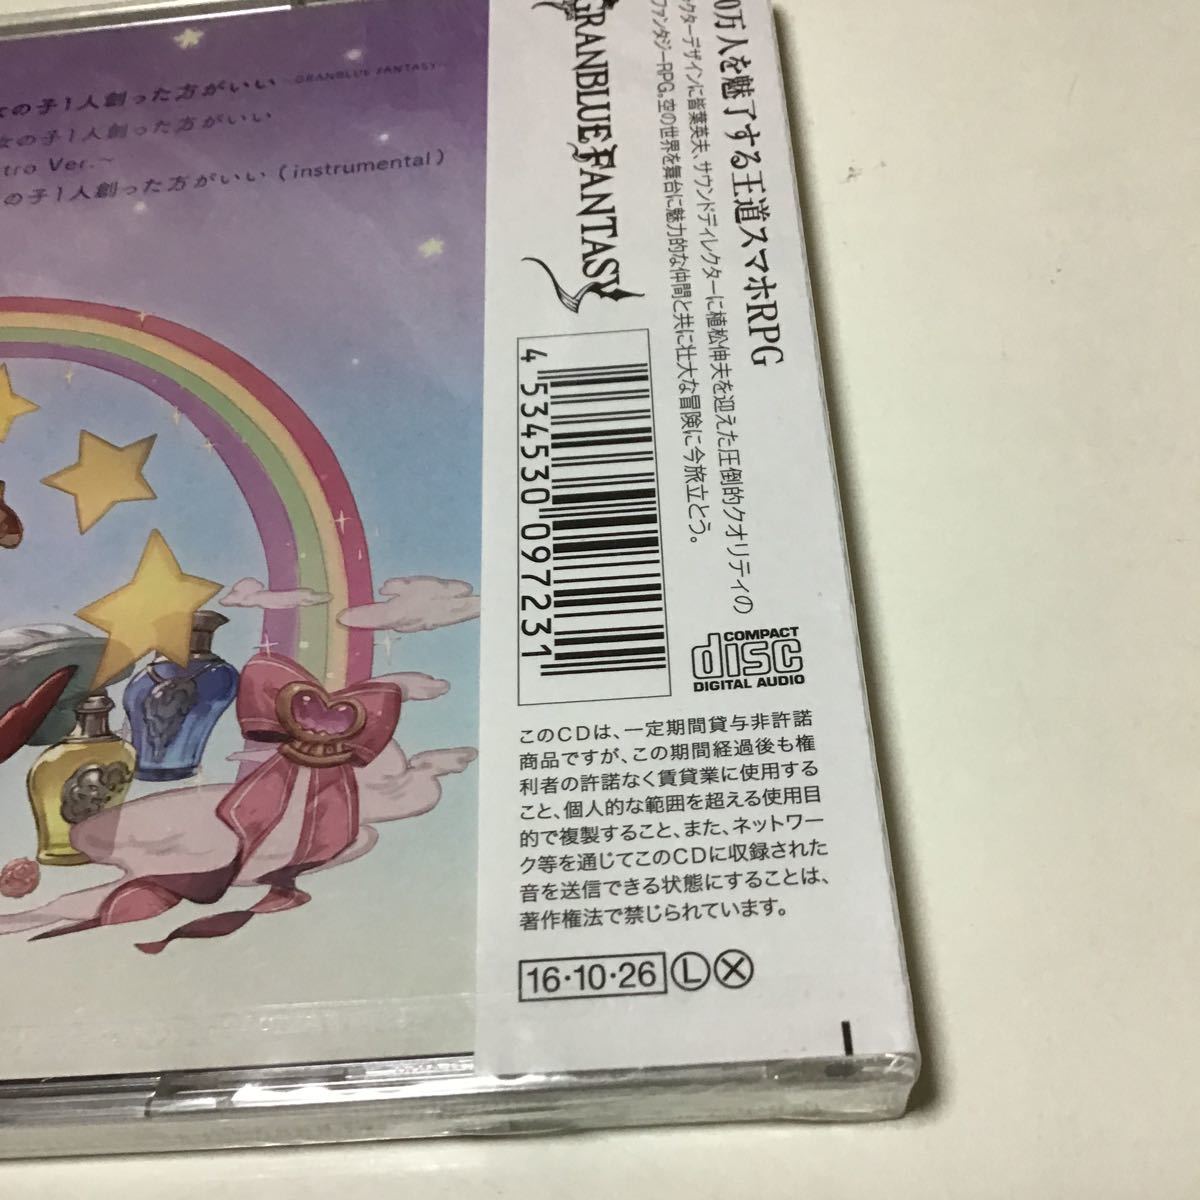 の子1人創った方がいい ～GRANBLUE FANTASY～
女の子1人創った方がいい
tro Ver.～
の子1人創った方がいい (instrumental)
GRANBLUE FANTASY
0万人を魅了する王道スマホRPG
ャクターデザインに皆葉英夫、サウンドディレクターに植松伸夫を迎えた圧倒的クオリティの
ファンタジーRPG。空の世界を舞台に魅力的な仲間と共に壮大な冒険に今旅立とう。
4 534530 097231
COMPACT
disc
DIGITAL AUDIO
このCDは、一定期間貸与非許諾
商品ですが、この期間経過後も権
利者の許諾なく賃貸業に使用する
こと、個人的な範囲を超える使用目
的で複製すること、また、ネットワー
ク等を通じてこのCDに収録された
音を送信できる状態にすることは、
著作権法で禁じられています。
16・10・26 Ⓛ Ⓧ